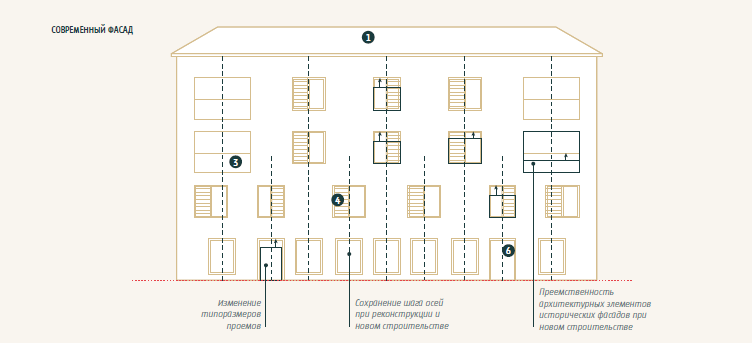 СОВРЕМЕННЫЙ ФАСАД
1
3
4
6
Изменение
типоразмеров
проемов
Сохранение шага осей
при реконструкции и
новом строительстве
Преемственность
архитектурных элементов
исторических фасадов при
новом строительстве